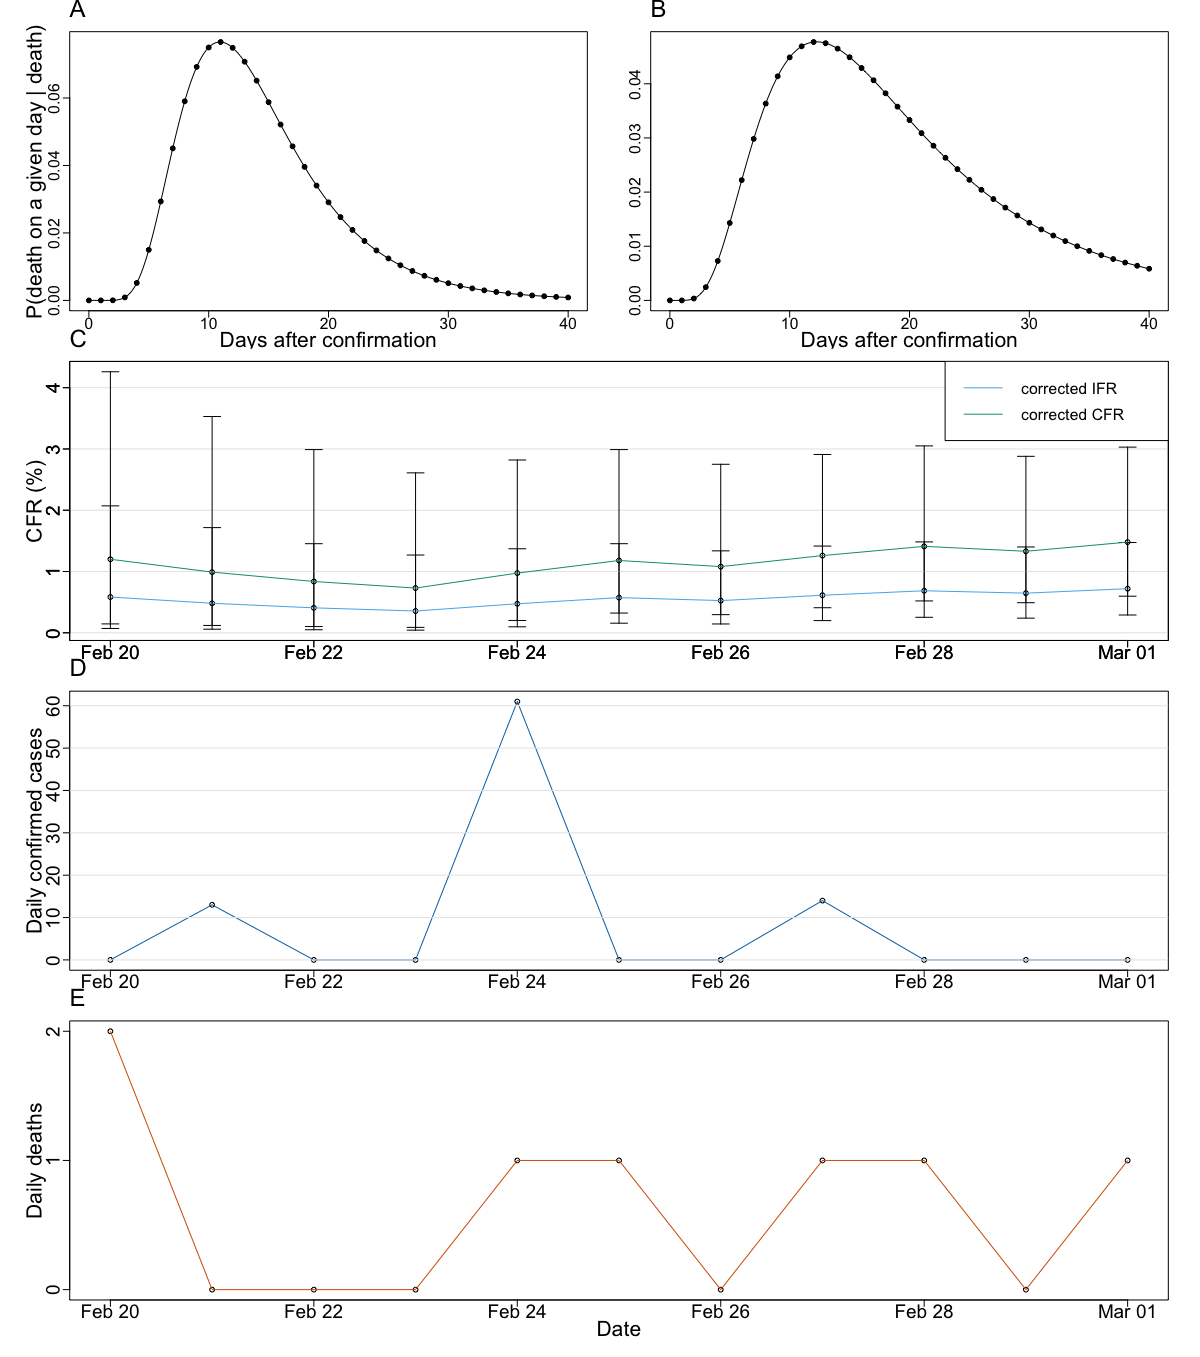 A
P(death on a given day | death)
0.00 0.02 0.04 0.06
0 10 20 30 40
Days after confirmation
B
0.00 0.01 0.02 0.03 0.04
0 10 20 30 40
Days after confirmation
C
CFR (%)
0 1 2 3 4
corrected IFR
corrected CFR
Feb 20 Feb 22 Feb 24 Feb 26 Feb 28 Mar 01
D
Daily confirmed cases
0 10 20 30 40 50 60
Feb 20 Feb 22 Feb 24 Feb 26 Feb 28 Mar 01
E
Daily deaths
0 1 2
Feb 20 Feb 22 Feb 24 Feb 26 Feb 28 Mar 01
Date